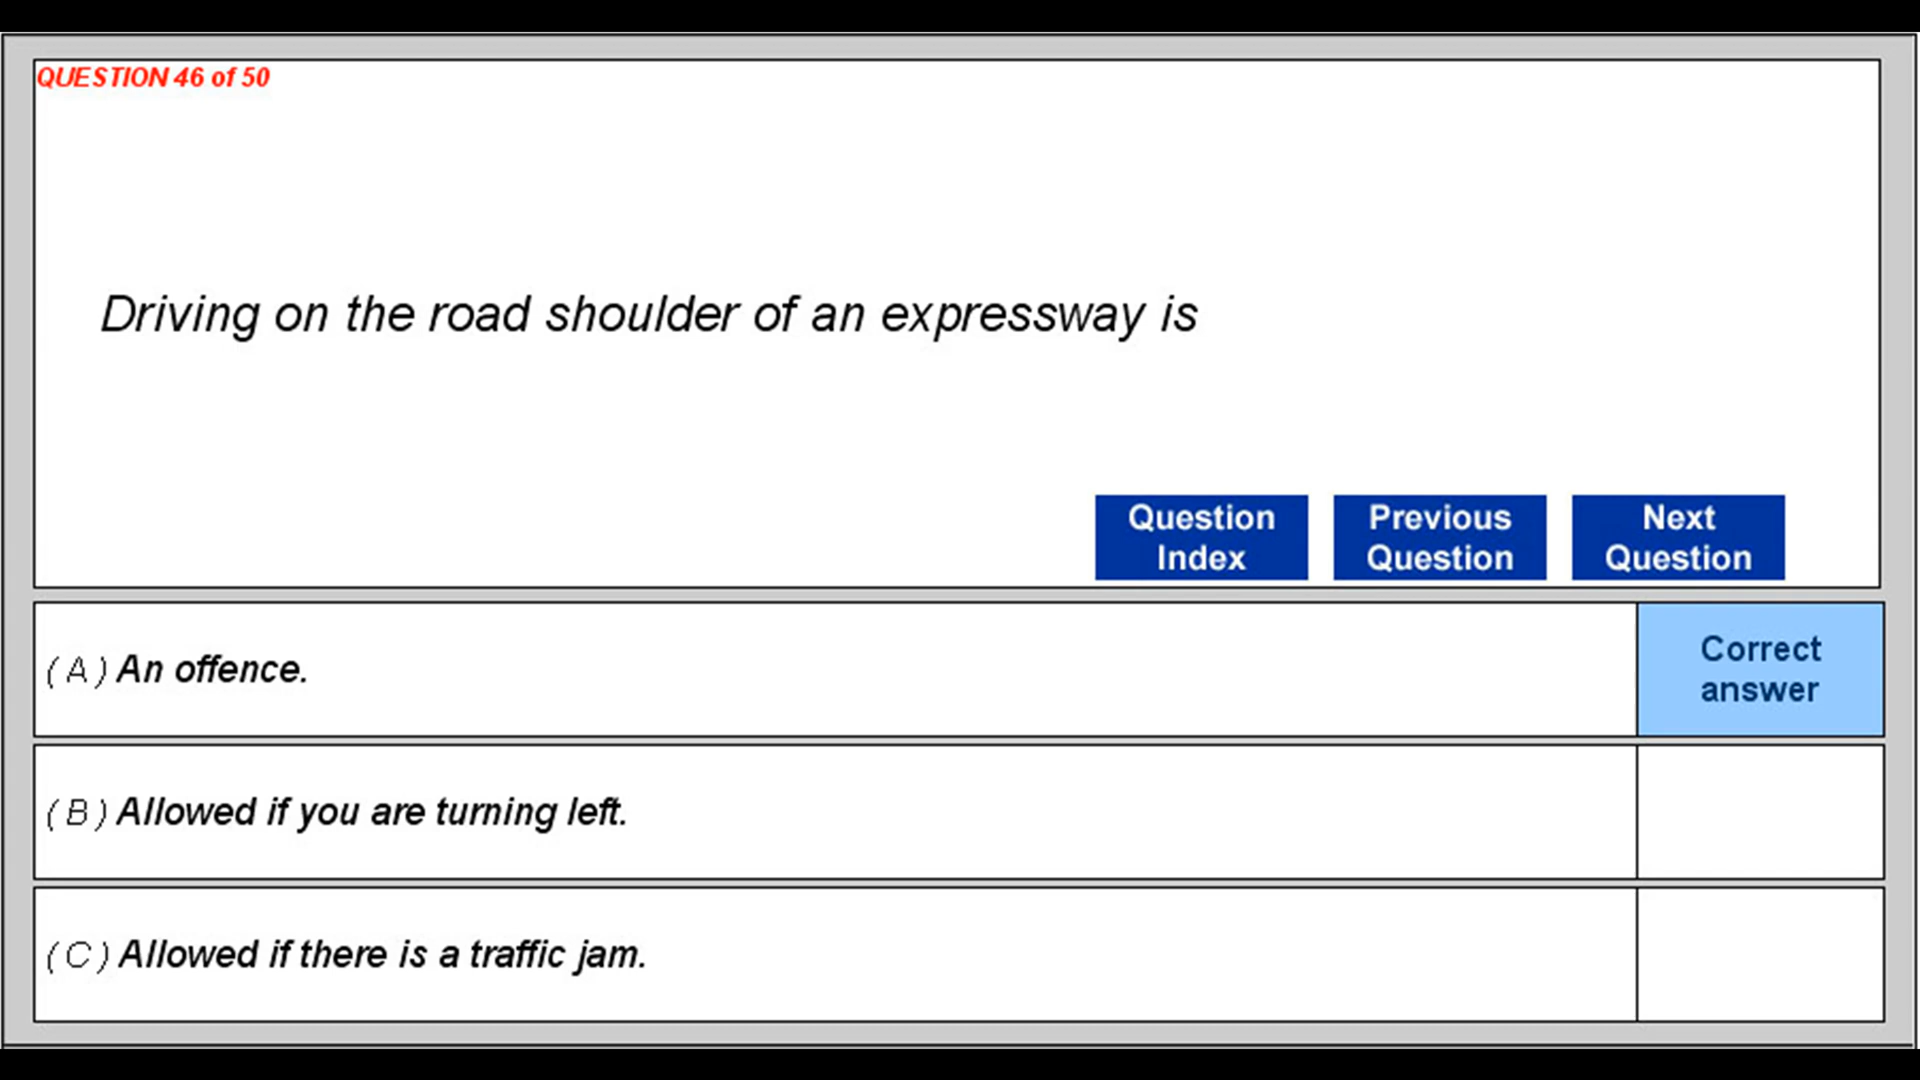 QUESTION 46 of 50
Driving on the road shoulder of an expressway is
Question Index
Previous Question
Next Question
(A) An offence.
Correct answer
(B) Allowed if you are turning left.
(C) Allowed if there is a traffic jam.